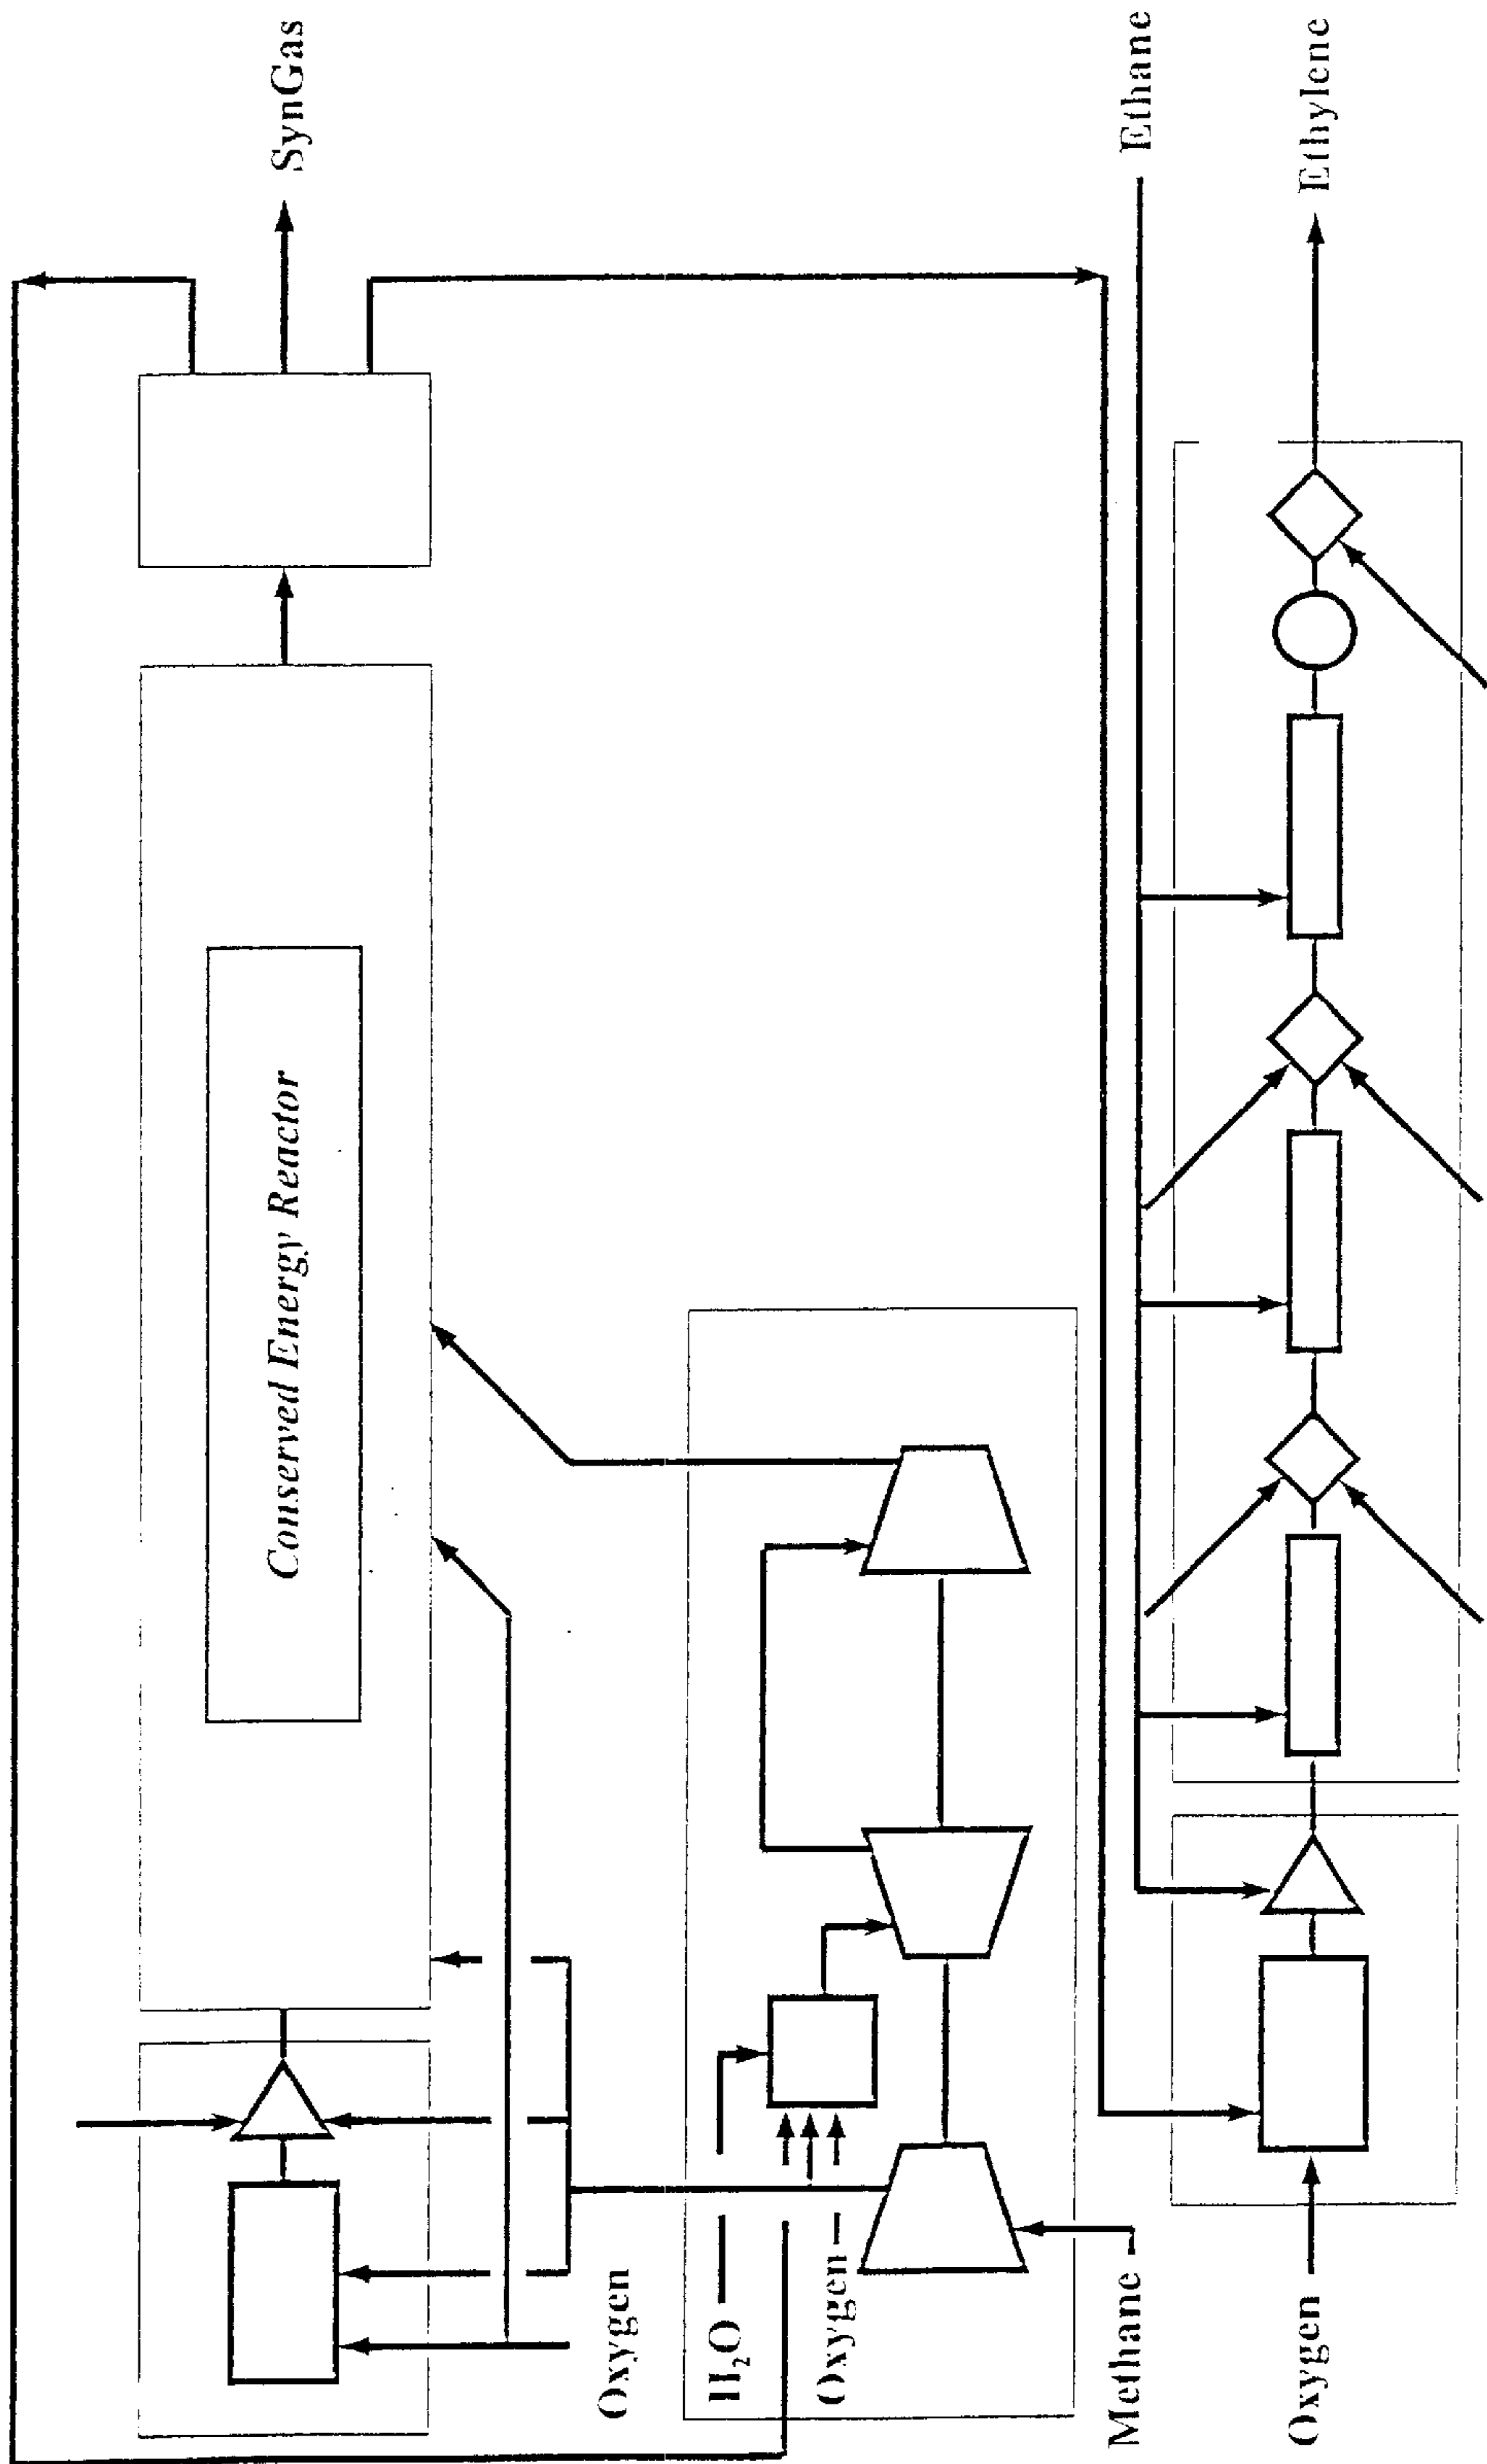 SynGas
Conserved Energy Reactor
Oxygen
H₂O
Oxygen
Methane
Ethane
Oxygen
Ethylene